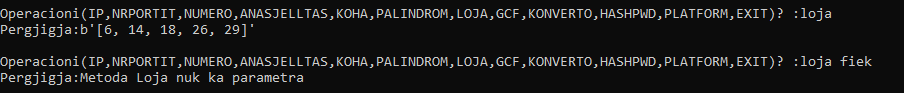 Operacioni(IP,NRPORTIT,NUMERO,ANASJELLTAS,KOHA,PALINDROM,LOJA,GCF,KONVERTO,HASHPWD,PLATFORM,EXIT)? :loja
Pergjigja:b'[6, 14, 18, 26, 29]'
Operacioni(IP,NRPORTIT,NUMERO,ANASJELLTAS,KOHA,PALINDROM,LOJA,GCF,KONVERTO,HASHPWD,PLATFORM,EXIT)? :loja fiek
Pergjigja:Metoda Loja nuk ka parametra